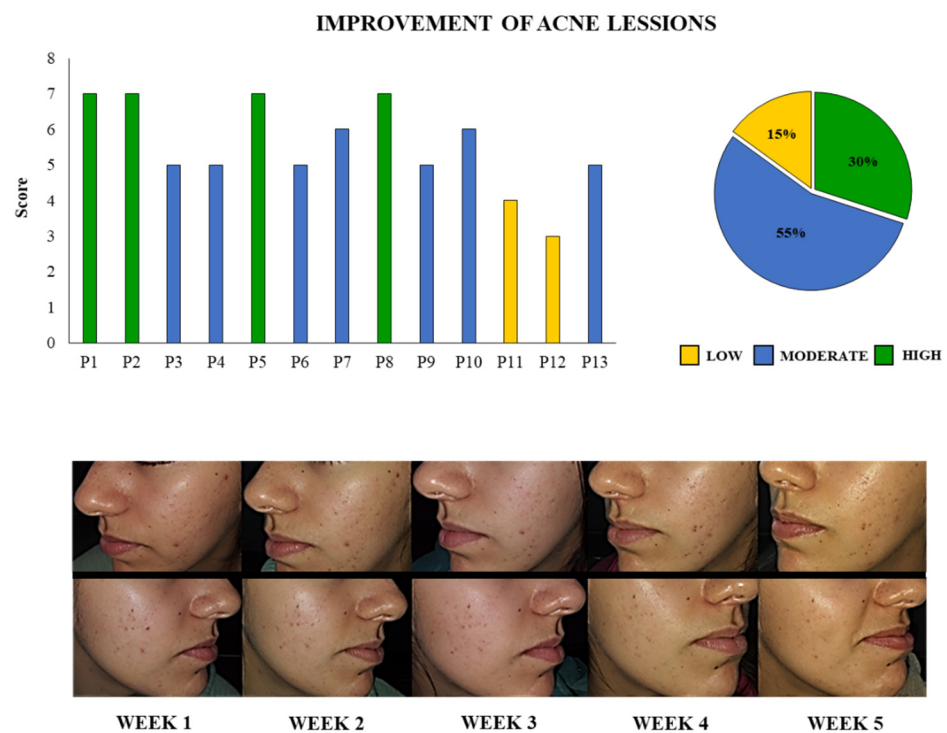 IMPROVEMENT OF ACNE LESSIONS
8
7
6
5
4
3
2
1
0
Score
P1 P2 P3 P4 P5 P6 P7 P8 P9 P10 P11 P12 P13
15%
30%
55%
LOW MODERATE HIGH
WEEK 1 WEEK 2 WEEK 3 WEEK 4 WEEK 5